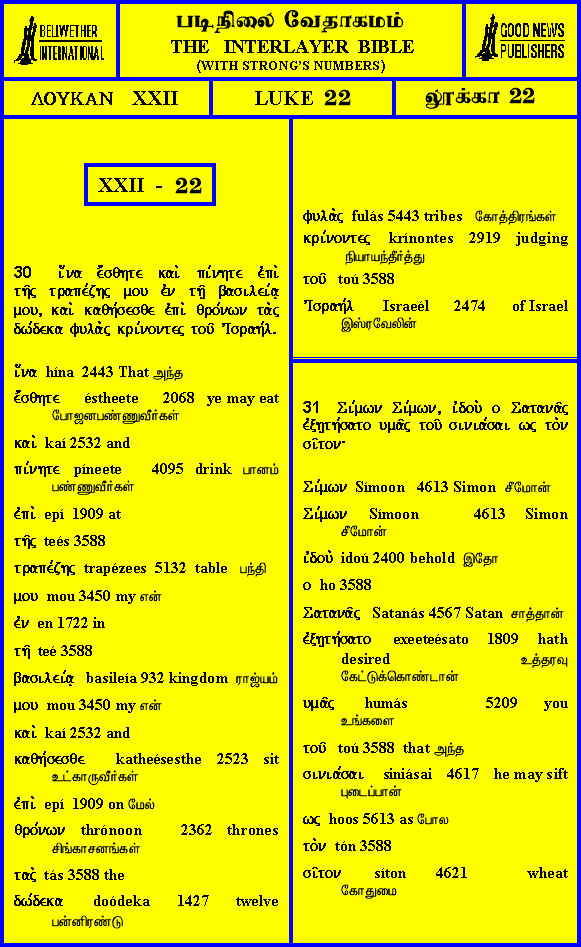 BELLWETHER
INTERNATIONAL
படிநிலை வேதாகமம்
THE INTERLAYER BIBLE
(WITH STRONG'S NUMBERS)
GOOD NEWS
PUBLISHERS
ΛΟΥΚΑΝ XXII
LUKE 22
லூக்கா 22
XXII - 22
30 ἵνα ἔσθητε καὶ πίνητε ἐπὶ
τῆς τραπέζης μου ἐν τῇ βασιλείᾳ
μου, καὶ καθήσεσθε ἐπὶ θρόνων τὰς
δώδεκα φυλὰς κρίνοντες τοῦ Ἰσραήλ.
ἵνα hína 2443 That அந்த
ἔσθητε éstheete 2068 ye may eat
போஜனபண்ணுவீர்கள்
καὶ kaí 2532 and
πίνητε píneete 4095 drink பானம்
பண்ணுவீர்கள்
ἐπὶ epí 1909 at
τῆς teés 3588
τραπέζης trapézees 5132 table பந்தி
μου mou 3450 my என்
ἐν en 1722 in
τῇ teé 3588
βασιλείᾳ basileía 932 kingdom ராஜ்யம்
μου mou 3450 my என்
καὶ kaí 2532 and
καθήσεσθε katheésesthe 2523 sit
உட்காருவீர்கள்
ἐπὶ epí 1909 on மேல்
θρόνων thrónoon 2362 thrones
சிங்காசனங்கள்
τὰς tás 3588 the
δώδεκα doódeka 1427 twelve
பன்னிரண்டு
φυλὰς fulás 5443 tribes கோத்திரங்கள்
κρίνοντες krínontes 2919 judging
நியாயந்தீர்த்து
τοῦ toú 3588
Ἰσραήλ Israeél 2474 of Israel
இஸ்ரவேலின்
31 Σίμων Σίμων, ἰδοὺ ο Σατανᾶς
ἐξῃτήσατο υμᾶς τοῦ σινιάσαι ως τὸν
σῖτον·
Σίμων Símoon 4613 Simon சீமோன்
Σίμων Símoon 4613 Simon
சீமோன்
ἰδοὺ idoú 2400 behold இதோ
ο ho 3588
Σατανᾶς Satanás 4567 Satan சாத்தான்
ἐξῃτήσατο exeeteésato 1809 hath
desired உத்தரவு
கேட்டுக்கொண்டான்
υμᾶς humás 5209 you
உங்களை
τοῦ toú 3588 that அந்த
σινιάσαι siniásai 4617 he may sift
புடைப்பான்
ως hoos 5613 as போல
τὸν tón 3588
σῖτον síton 4621 wheat
கோதுமை